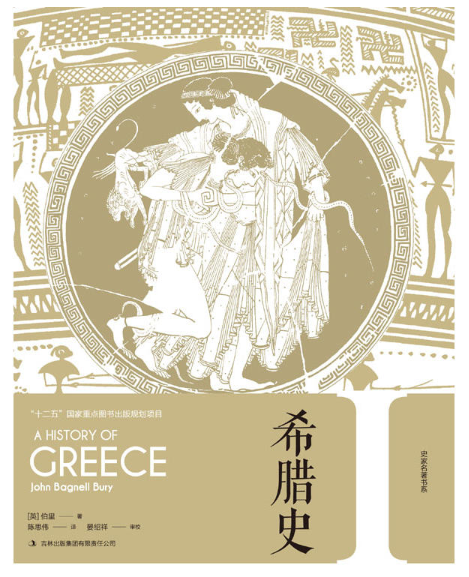 “十二五”国家重点图书出版规划项目
A HISTORY OF
GREECE
John Bagnell Bury
[英] 伯里 —— 著
陈思伟 —— 译 晏绍祥 —— 审校
吉林出版集团有限责任公司
希腊史
史家名著书系